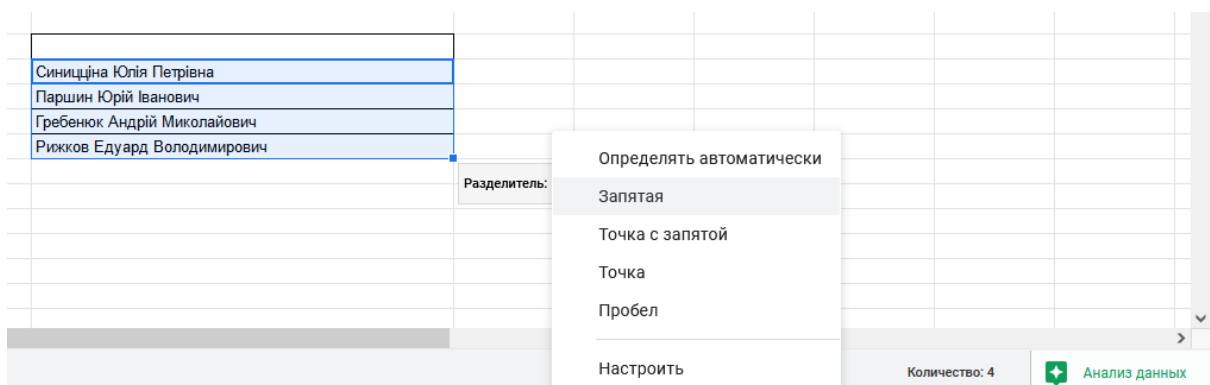 Синицціна Юлія Петрівна
Паршин Юрій Іванович
Гребенюк Андрій Миколайович
Рижков Едуард Володимирович
Определять автоматически
Разделитель:
Запятая
Точка с запятой
Точка
Пробел
Настроить
Количество: 4
Анализ данных